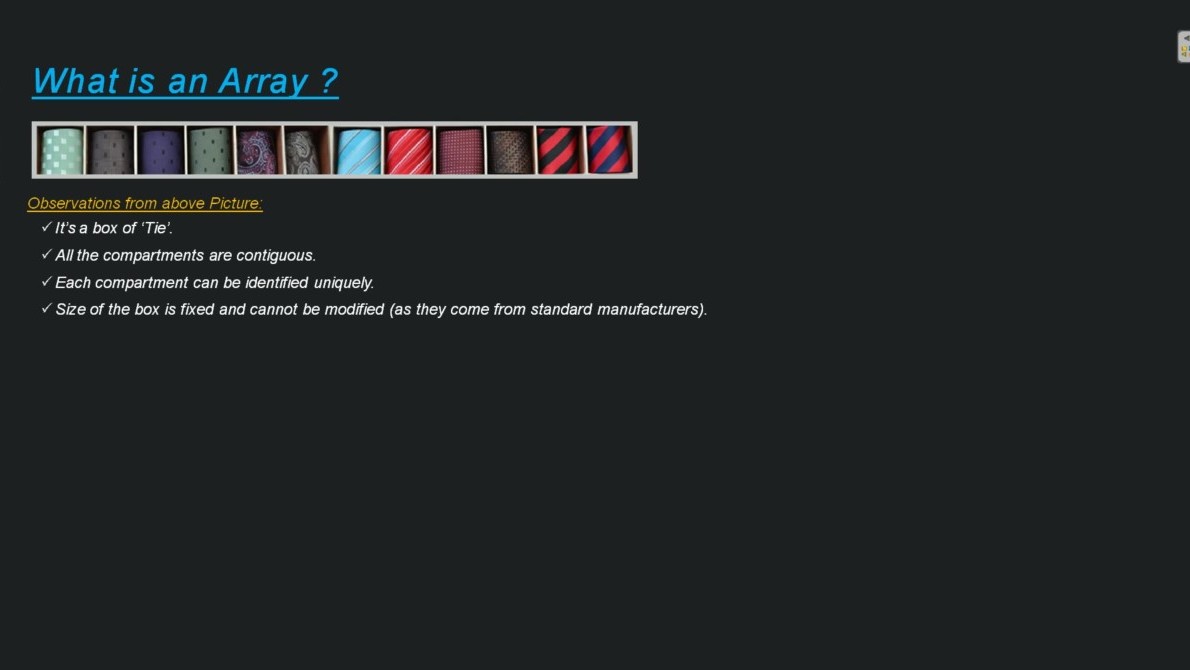 What is an Array ?
Observations from above Picture:
✓ It's a box of ‘Tie’.
✓ All the compartments are contiguous.
✓ Each compartment can be identified uniquely.
✓ Size of the box is fixed and cannot be modified (as they come from standard manufacturers).